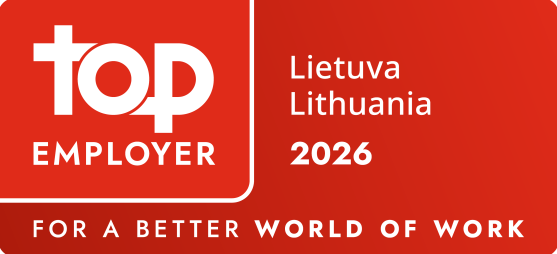 top
EMPLOYER
Lietuva
Lithuania
2026
FOR A BETTER WORLD OF WORK